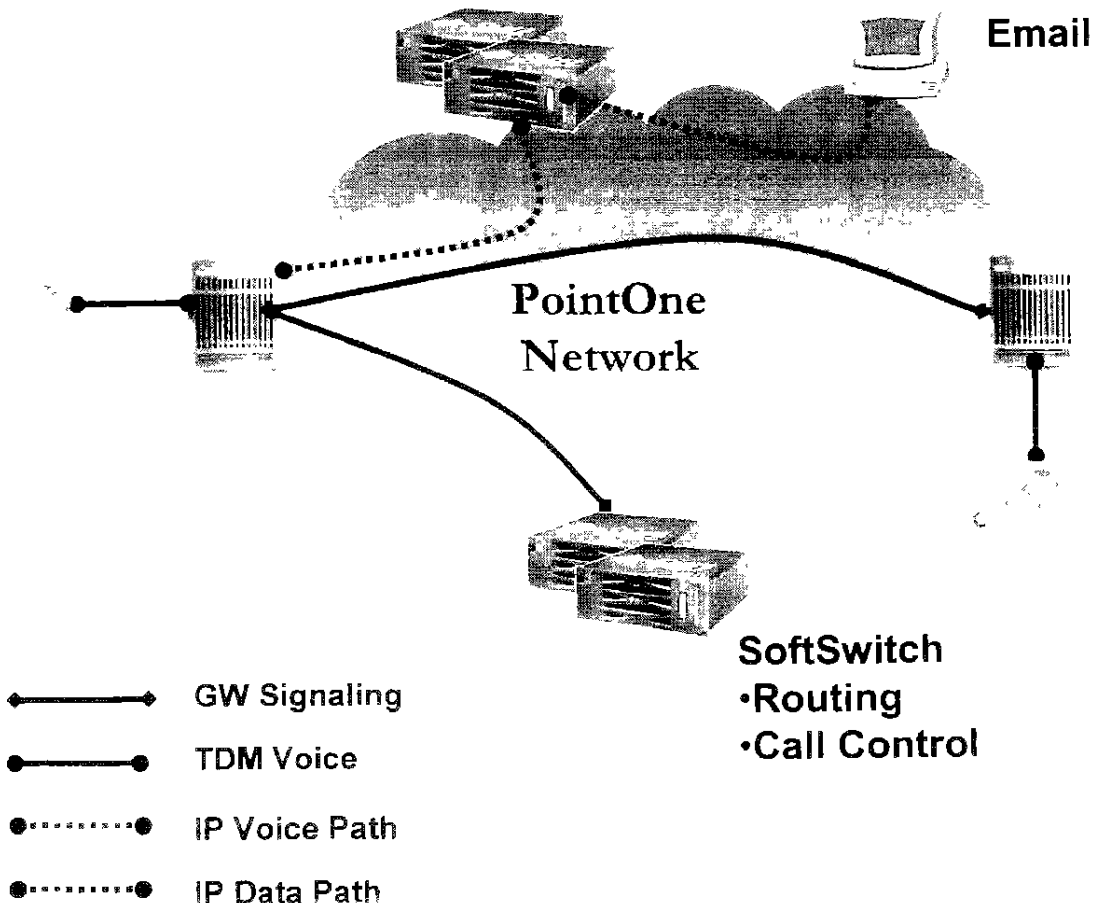 Email
PointOne
Network
SoftSwitch
•Routing
•Call Control
GW Signaling
TDM Voice
IP Voice Path
IP Data Path